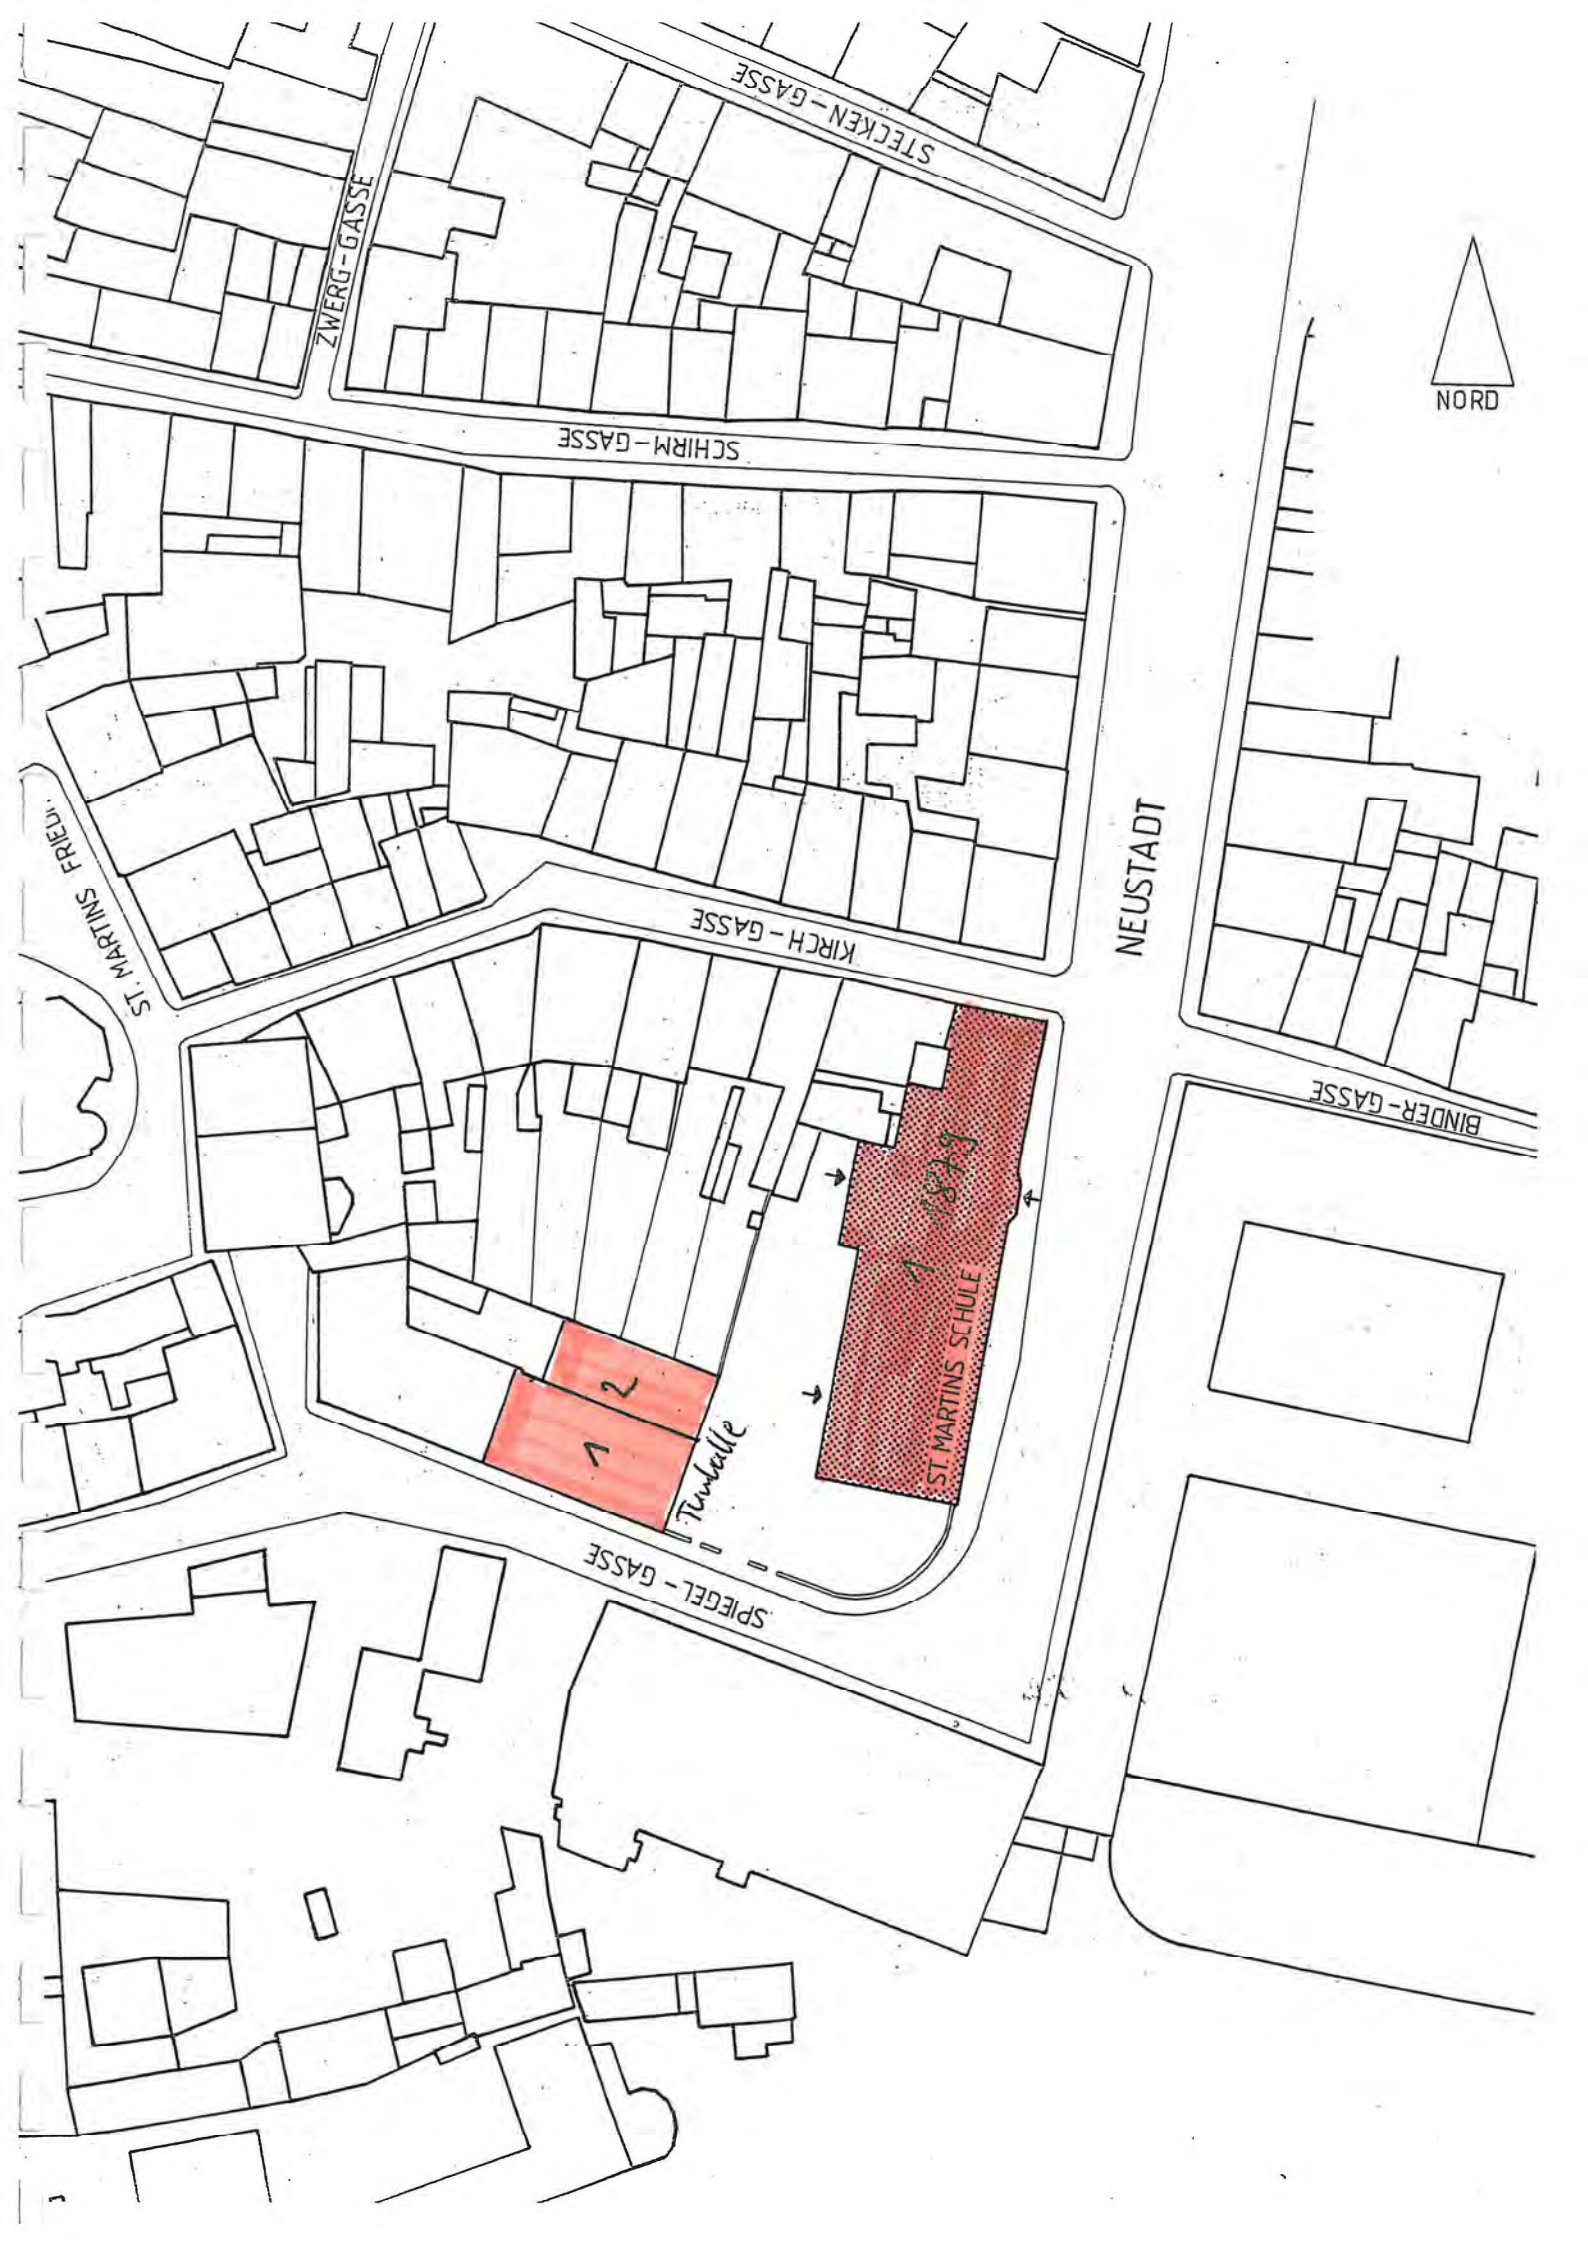 STECKEN-GASSE
ZWERG-GASSE
NORD
SCHIRM-GASSE
NEUSTADT
ST. MARTINS FRIEDH.
KIRCH-GASSE
BINDER-GASSE
1879
1
ST. MARTINS SCHULE
2
1
Turnhalle
SPIEGEL-GASSE